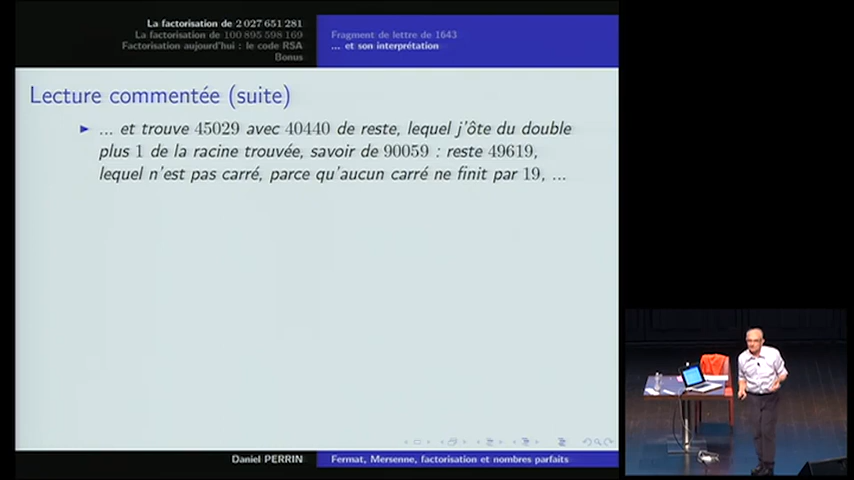 La factorisation de 2 027 651 281
La factorisation de 100 895 598 169
Factorisation aujourd'hui : le code RSA
Bonus
Fragment de lettre de 1643
... et son interprétation
Lecture commentée (suite)
... et trouve 45029 avec 40440 de reste, lequel j'ôte du double
plus 1 de la racine trouvée, savoir de 90059 : reste 49619,
lequel n'est pas carré, parce qu'aucun carré ne finit par 19, ...
Daniel PERRIN
Fermat, Mersenne, factorisation et nombres parfaits